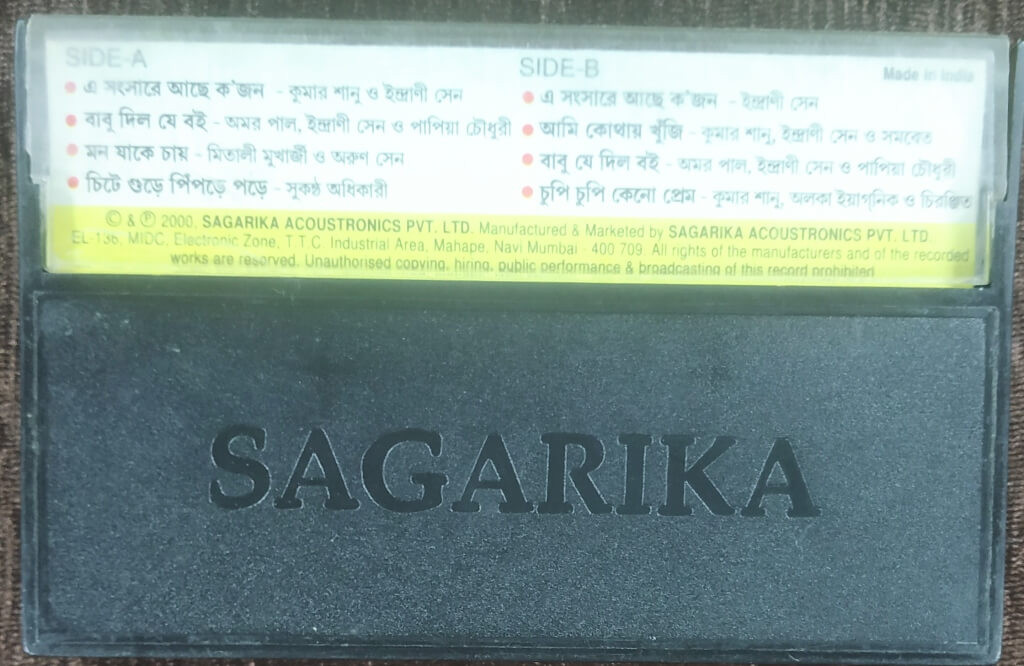 SIDE-A
• এ সংসারে আছে ক'জন - কুমার শানু ও ইন্দ্রাণী সেন
• বাবু দিল যে বই - অমর পাল, ইন্দ্রাণী সেন ও পাপিয়া চৌধুরী
• মন যাকে চায় - মিতালী মুখার্জী ও অরুণ সেন
• চিটে গুড়ে পিঁপড়ে পড়ে - সুকন্ঠ অধিকারী
SIDE-B
Made in India
• এ সংসারে আছে ক'জন - ইন্দ্রাণী সেন
• আমি কোথায় খুঁজি - কুমার শানু, ইন্দ্রাণী সেন ও সমবেত
• বাবু যে দিল বই - অমর পাল, ইন্দ্রাণী সেন ও পাপিয়া চৌধুরী
• চুপি চুপি কেনো প্রেম - কুমার শানু, অলকা ইয়াগ্নিক ও চিরঞ্জিত
© & ℗ 2000, SAGARIKA ACOUSTRONICS PVT. LTD. Manufactured & Marketed by SAGARIKA ACOUSTRONICS PVT. LTD.
EL-136, MIDC, Electronic Zone, T.T.C. Industrial Area, Mahape, Navi Mumbai - 400 709. All rights of the manufacturers and of the recorded
works are reserved. Unauthorised copying, hiring, public performance & broadcasting of this record prohibited
SAGARIKA